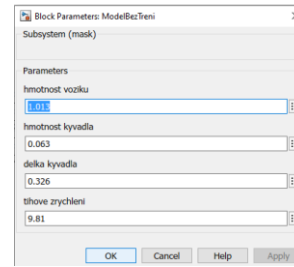 Block Parameters: ModelBezTreni
Subsystem (mask)
Parameters
hmotnost voziku
1.013
hmotnost kyvadla
0.063
delka kyvadla
0.326
tihove zrychleni
9.81
OK Cancel Help Apply